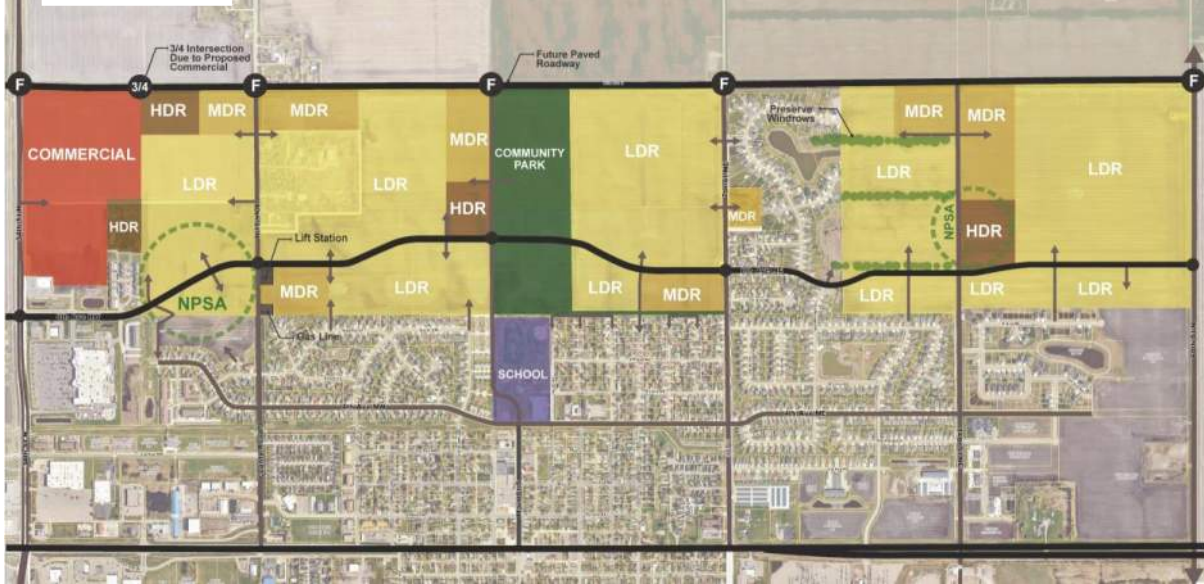 3/4 Intersection
Due to Proposed
Commercial
Future Paved
Roadway
F
3/4
F
F
F
F
HDR
MDR
MDR
MDR
MDR
MDR
Preserve
Windrows
COMMERCIAL
COMMUNITY
PARK
LDR
LDR
LDR
LDR
LDR
HDR
HDR
MDR
NPSA
HDR
Lift Station
NPSA
MDR
LDR
LDR
MDR
LDR
LDR
LDR
Gas Line
SCHOOL